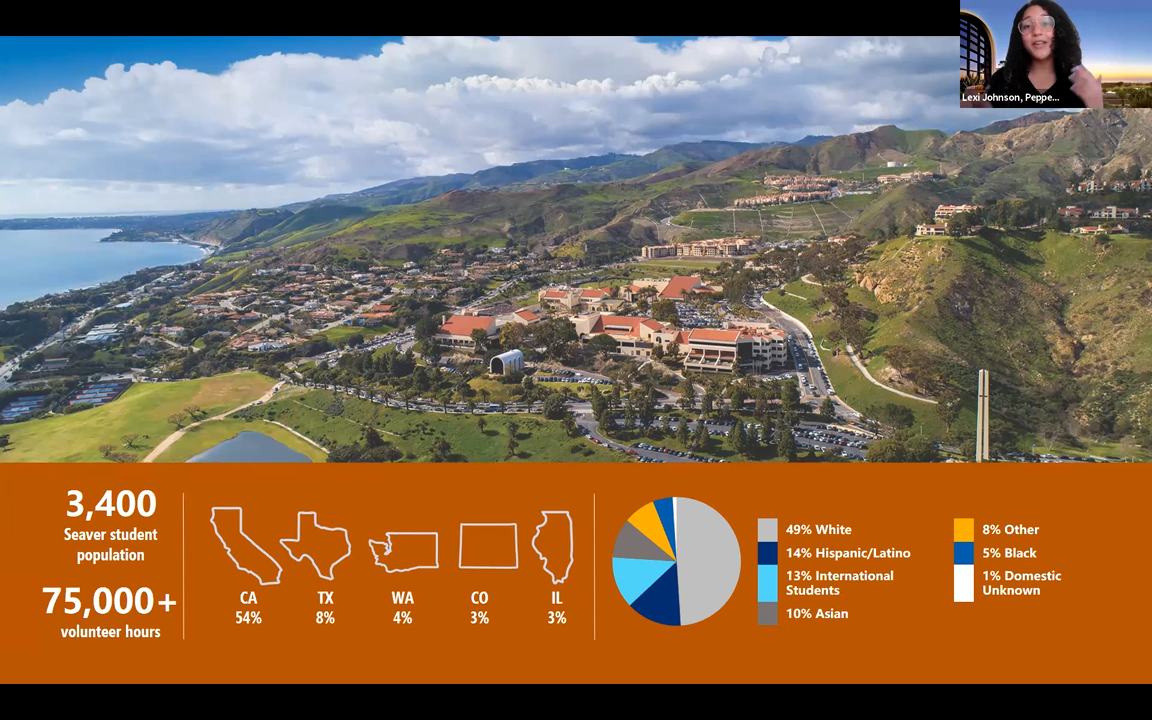 Lexi Johnson, Peppe...
3,400
Seaver student
population
75,000+
volunteer hours
CA
54%
TX
8%
WA
4%
CO
3%
IL
3%
49% White
14% Hispanic/Latino
13% International
Students
10% Asian
8% Other
5% Black
1% Domestic
Unknown